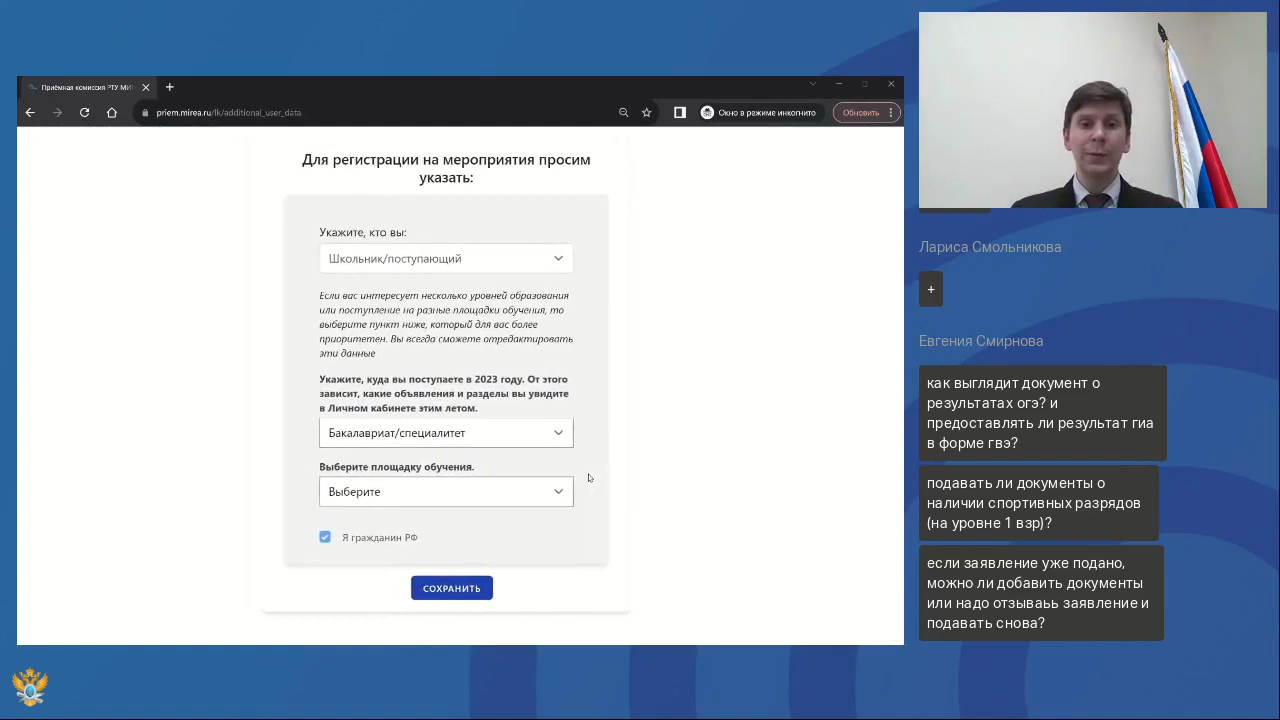 Приёмная комиссия РТУ МИ
priem.mirea.ru/lk/additional_user_data
Окно в режиме инкогнито
Обновить
Для регистрации на мероприятия просим
указать:
Укажите, кто вы:
Школьник/поступающий
Если вас интересует несколько уровней образования
или поступление на разные площадки обучения, то
выберите пункт ниже, который для вас более
приоритетен. Вы всегда сможете отредактировать
эти данные
Укажите, куда вы поступаете в 2023 году. От этого
зависит, какие объявления и разделы вы увидите
в Личном кабинете этим летом.
Бакалавриат/специалитет
Выберите площадку обучения.
Выберите
Я гражданин РФ
СОХРАНИТЬ
Лариса Смольникова
+
Евгения Смирнова
как выглядит документ о
результатах огэ? и
предоставлять ли результат гиа
в форме гвэ?
подавать ли документы о
наличии спортивных разрядов
(на уровне 1 взр)?
если заявление уже подано,
можно ли добавить документы
или надо отзываь заявление и
подавать снова?